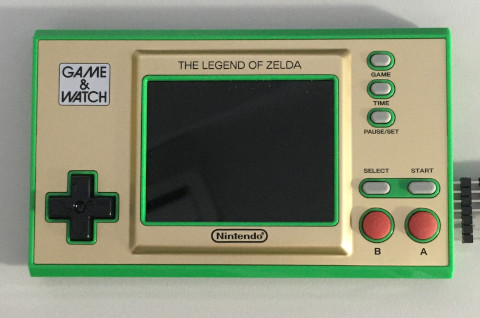 GAME
&
WATCH
THE LEGEND OF ZELDA
GAME
TIME
PAUSE/SET
SELECT
START
Nintendo
B
A